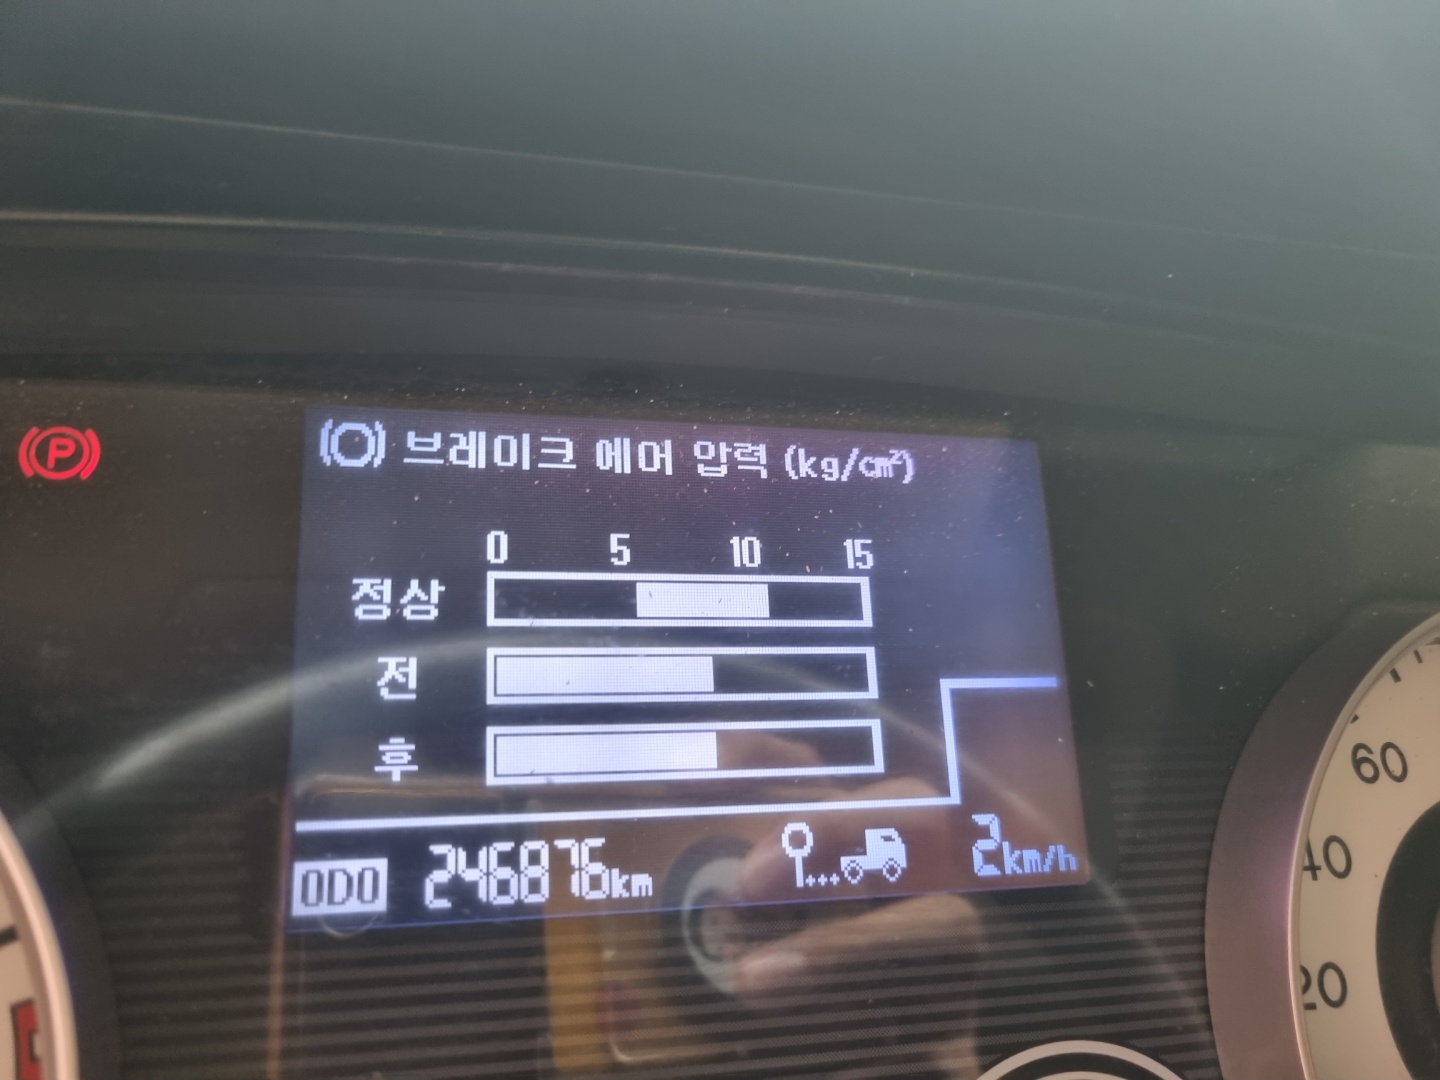 (P)
브레이크 에어 압력 (kg/cm²)
0 5 10 15
정상
전
후
ODO 246876km 2km/h
60
40
20